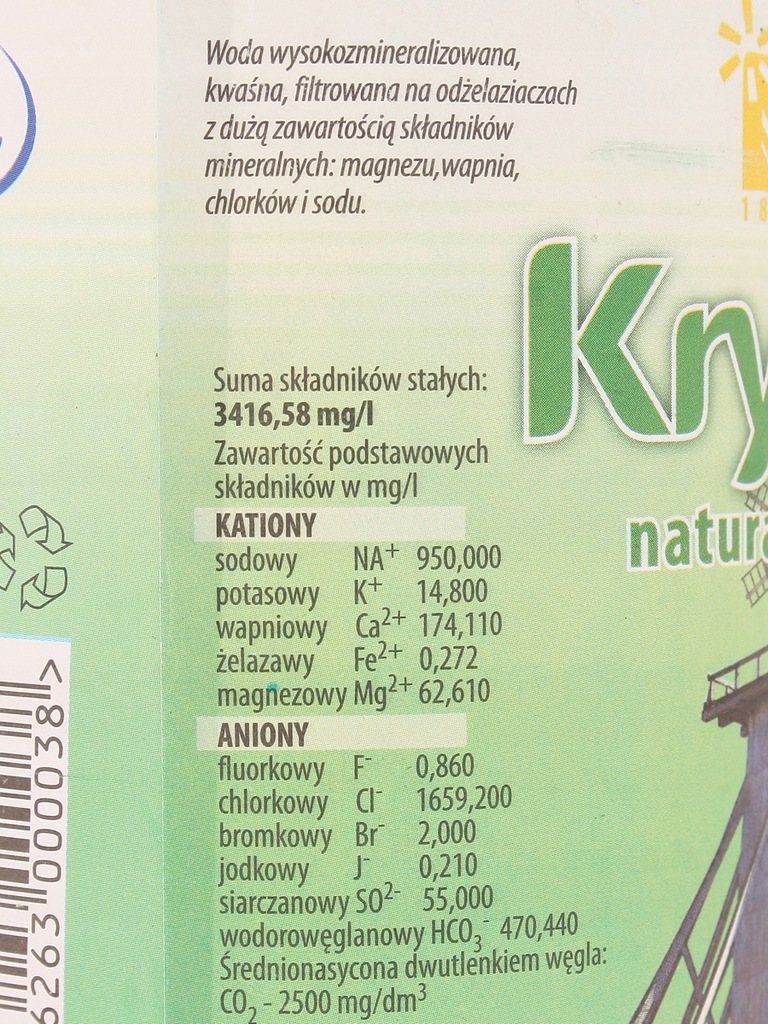 Woda wysokozmineralizowana,
kwaśna, filtrowana na odżelaziaczach
z dużą zawartością składników
mineralnych: magnezu,wapnia,
chlorków i sodu.
18
Kry
natura
Suma składników stałych:
3416,58 mg/l
Zawartość podstawowych
składników w mg/l
KATIONY
sodowy NA⁺ 950,000
potasowy K⁺ 14,800
wapniowy Ca²⁺ 174,110
żelazawy Fe²⁺ 0,272
magnezowy Mg²⁺ 62,610
ANIONY
fluorkowy F⁻ 0,860
chlorkowy Cl⁻ 1659,200
bromkowy Br⁻ 2,000
jodkowy J⁻ 0,210
siarczanowy SO²⁻ 55,000
wodorowęglanowy HCO₃⁻ 470,440
Średnionasycona dwutlenkiem węgla:
CO₂ - 2500 mg/dm³
6263 000038>